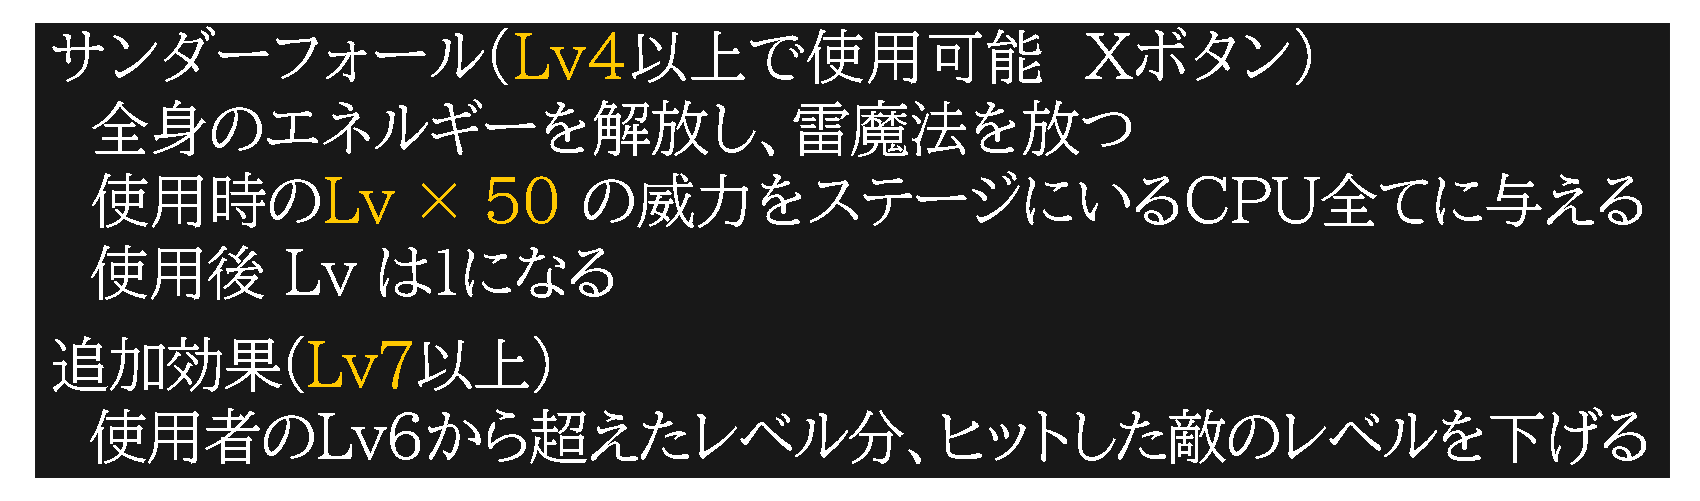 サンダーフォール(Lv4以上で使用可能　Xボタン)
全身のエネルギーを解放し、雷魔法を放つ
使用時のLv × 50 の威力をステージにいるCPU全てに与える
使用後 Lv は1になる
追加効果(Lv7以上)
使用者のLv6から超えたレベル分、ヒットした敵のレベルを下げる